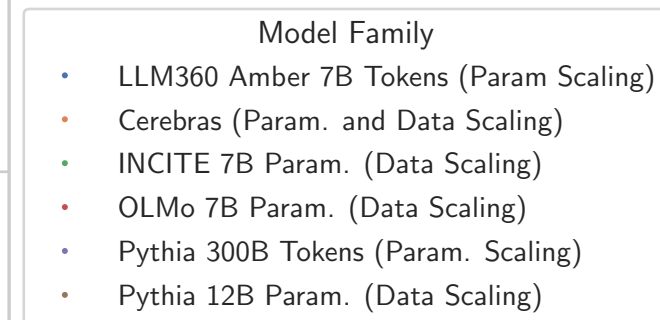 Model Family
LLM360 Amber 7B Tokens (Param Scaling)
Cerebras (Param. and Data Scaling)
INCITE 7B Param. (Data Scaling)
OLMo 7B Param. (Data Scaling)
Pythia 300B Tokens (Param. Scaling)
Pythia 12B Param. (Data Scaling)